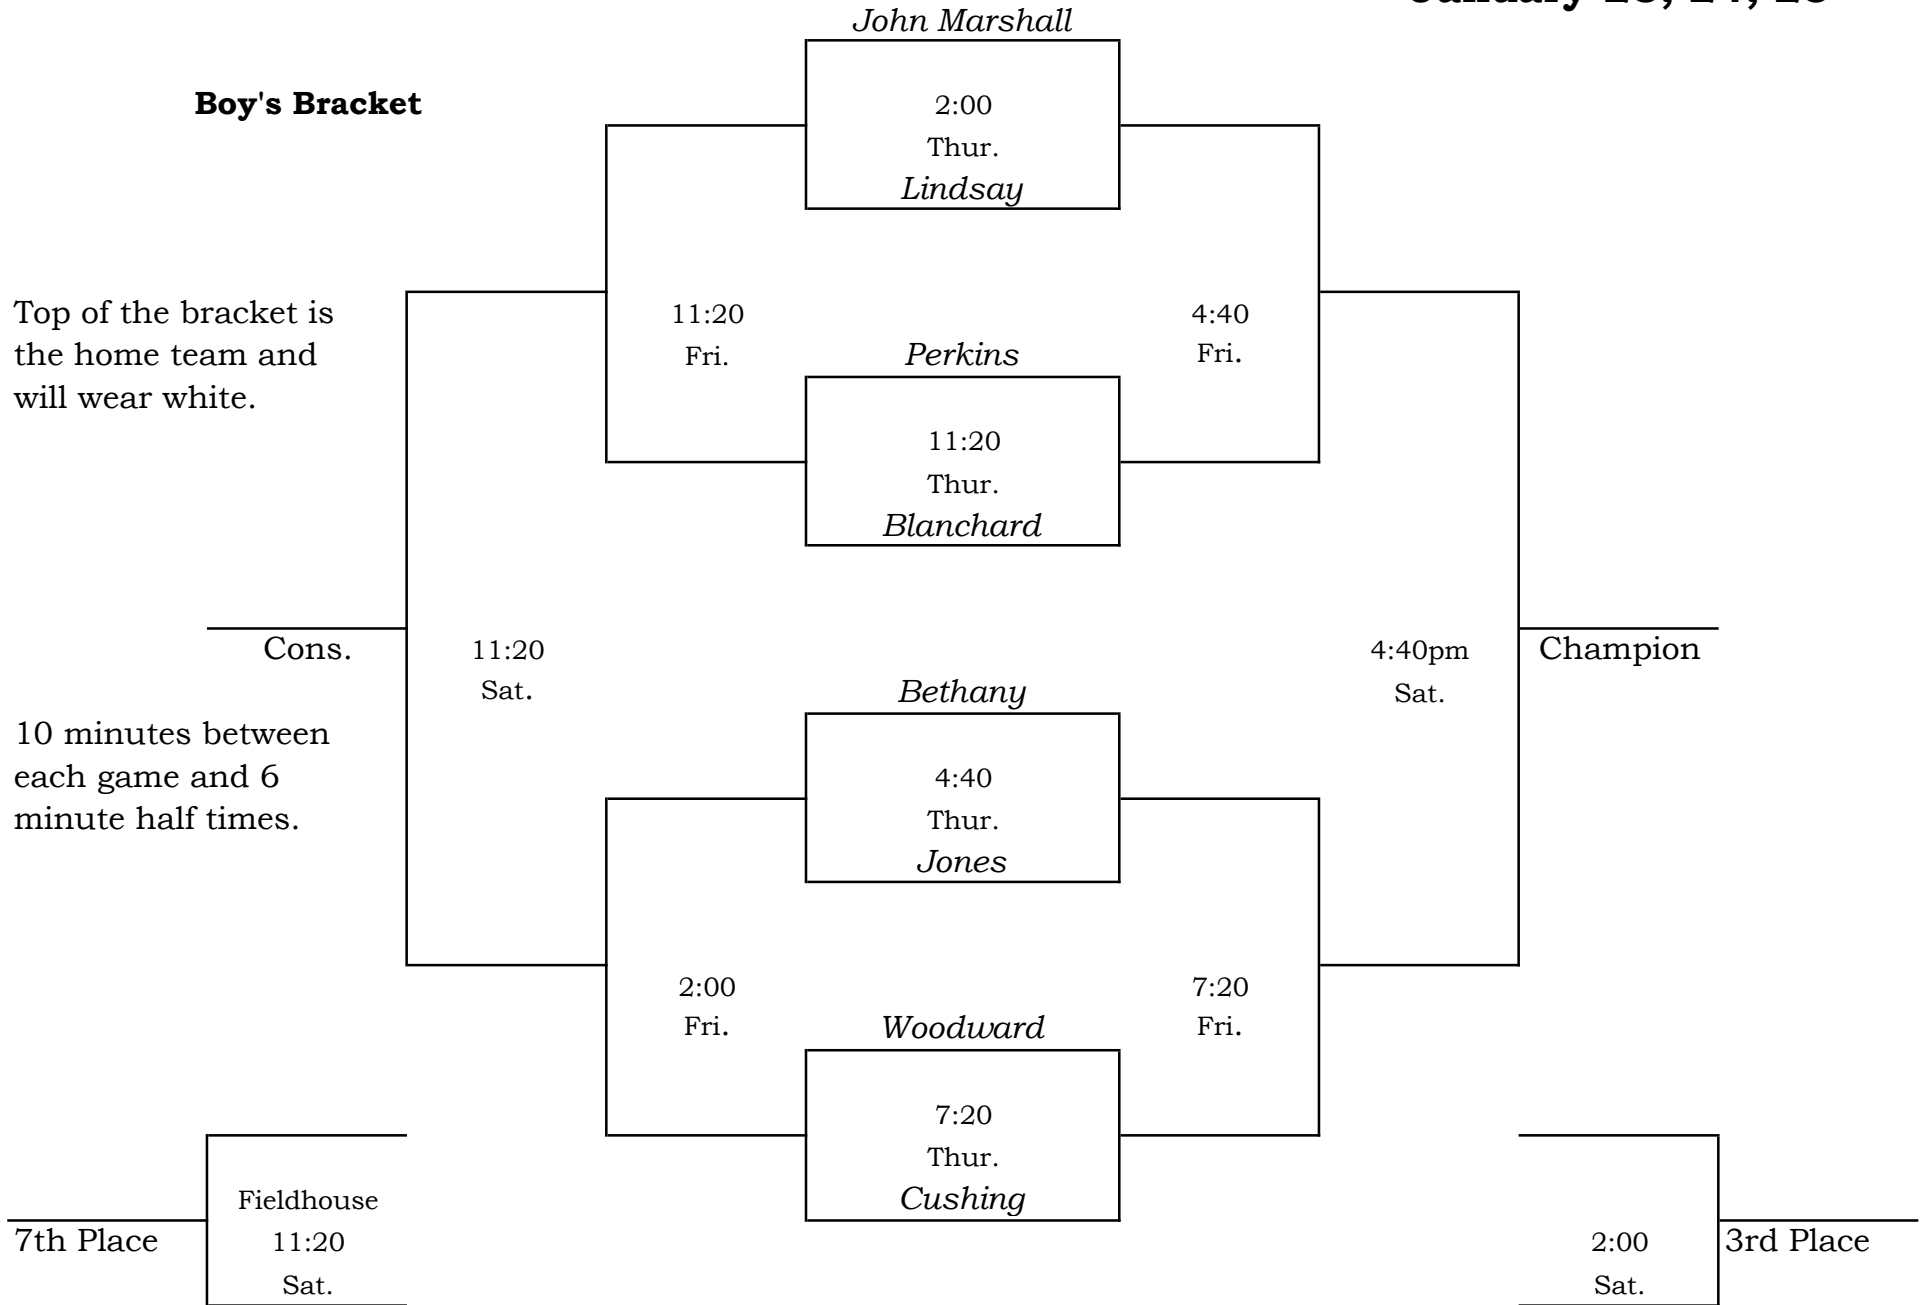 John Marshall
Boy's Bracket
2:00
Thur.
Lindsay
Top of the bracket is
the home team and
will wear white.
11:20
Fri.
4:40
Fri.
Perkins
11:20
Thur.
Blanchard
Cons.
11:20
Sat.
4:40pm
Sat.
Champion
10 minutes between
each game and 6
minute half times.
Bethany
4:40
Thur.
Jones
2:00
Fri.
7:20
Fri.
Woodward
7:20
Thur.
Cushing
7th Place
Fieldhouse
11:20
Sat.
2:00
Sat.
3rd Place